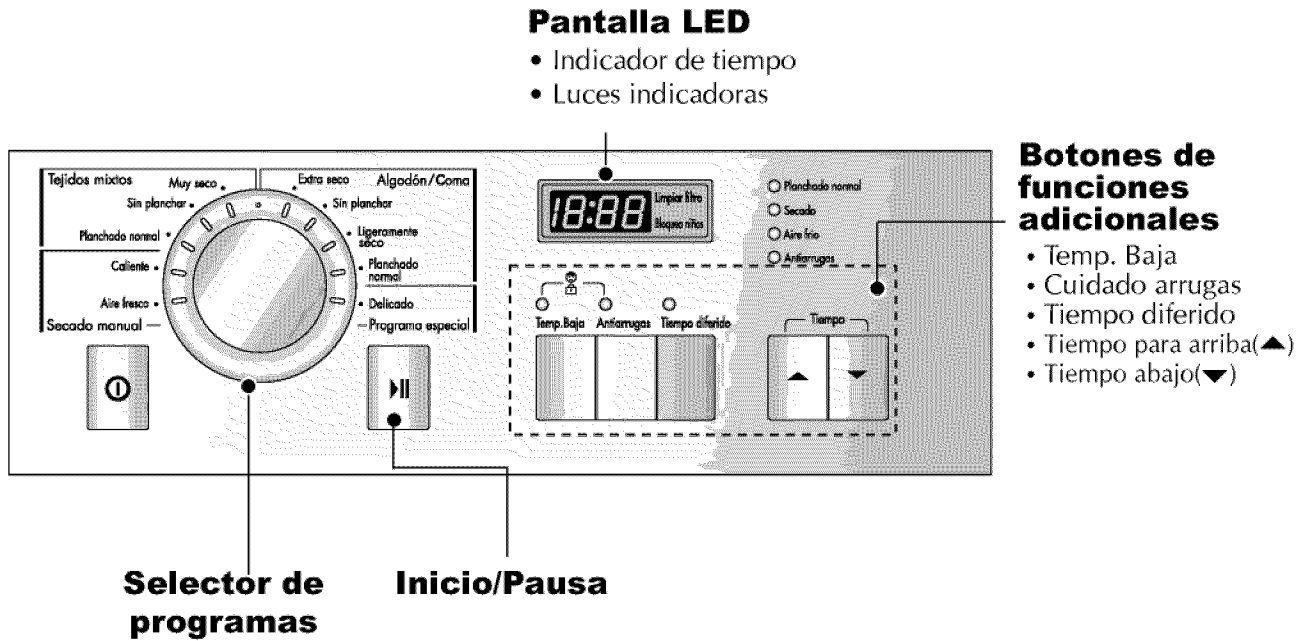 Pantalla LED
• Indicador de tiempo
• Luces indicadoras
Tejidos mixtos
Muy seco
Sin planchar
Planchado normal
Caliente
Aire fresco
Secado manual
Extra seco
Algodón/Coma
Sin planchar
Ligeramente
seco
Planchado
normal
Delicado
Programa especial
18:88
Limpiar filtro
Bloqueo niños
Planchado normal
Secado
Aire frio
Antiarrugas
Temp.Baja
Antiarrugas
Tiempo diferido
Tiempo
Botones de
funciones
adicionales
• Temp. Baja
• Cuidado arrugas
• Tiempo diferido
• Tiempo para arriba(▲)
• Tiempo abajo(▼)
Selector de
programas
Inicio/Pausa